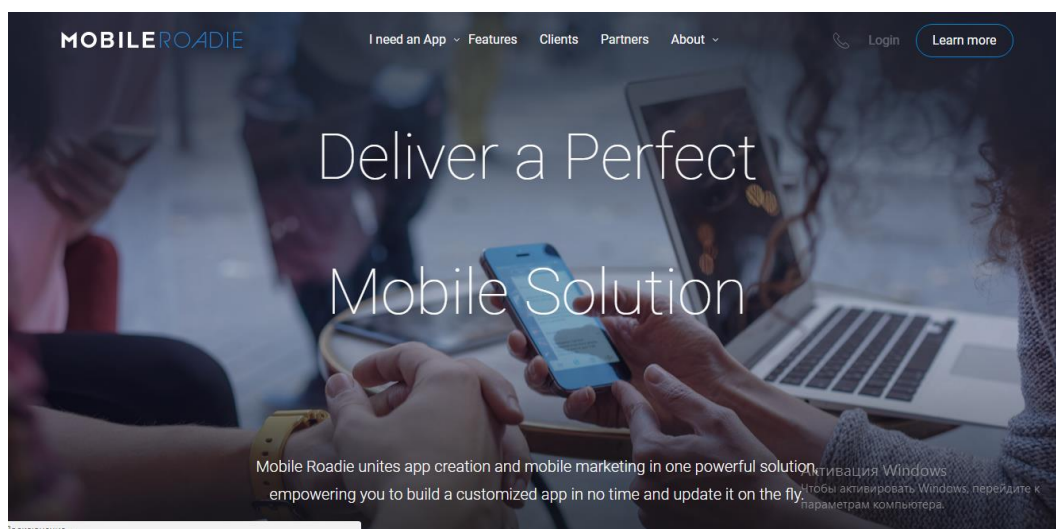 MOBILEROADIE
I need an App Features Clients Partners About
Login Learn more
Deliver a Perfect
Mobile Solution
Mobile Roadie unites app creation and mobile marketing in one powerful solution,
empowering you to build a customized app in no time and update it on the fly.
Активация Windows
Чтобы активировать Windows, перейдите к
параметрам компьютера.